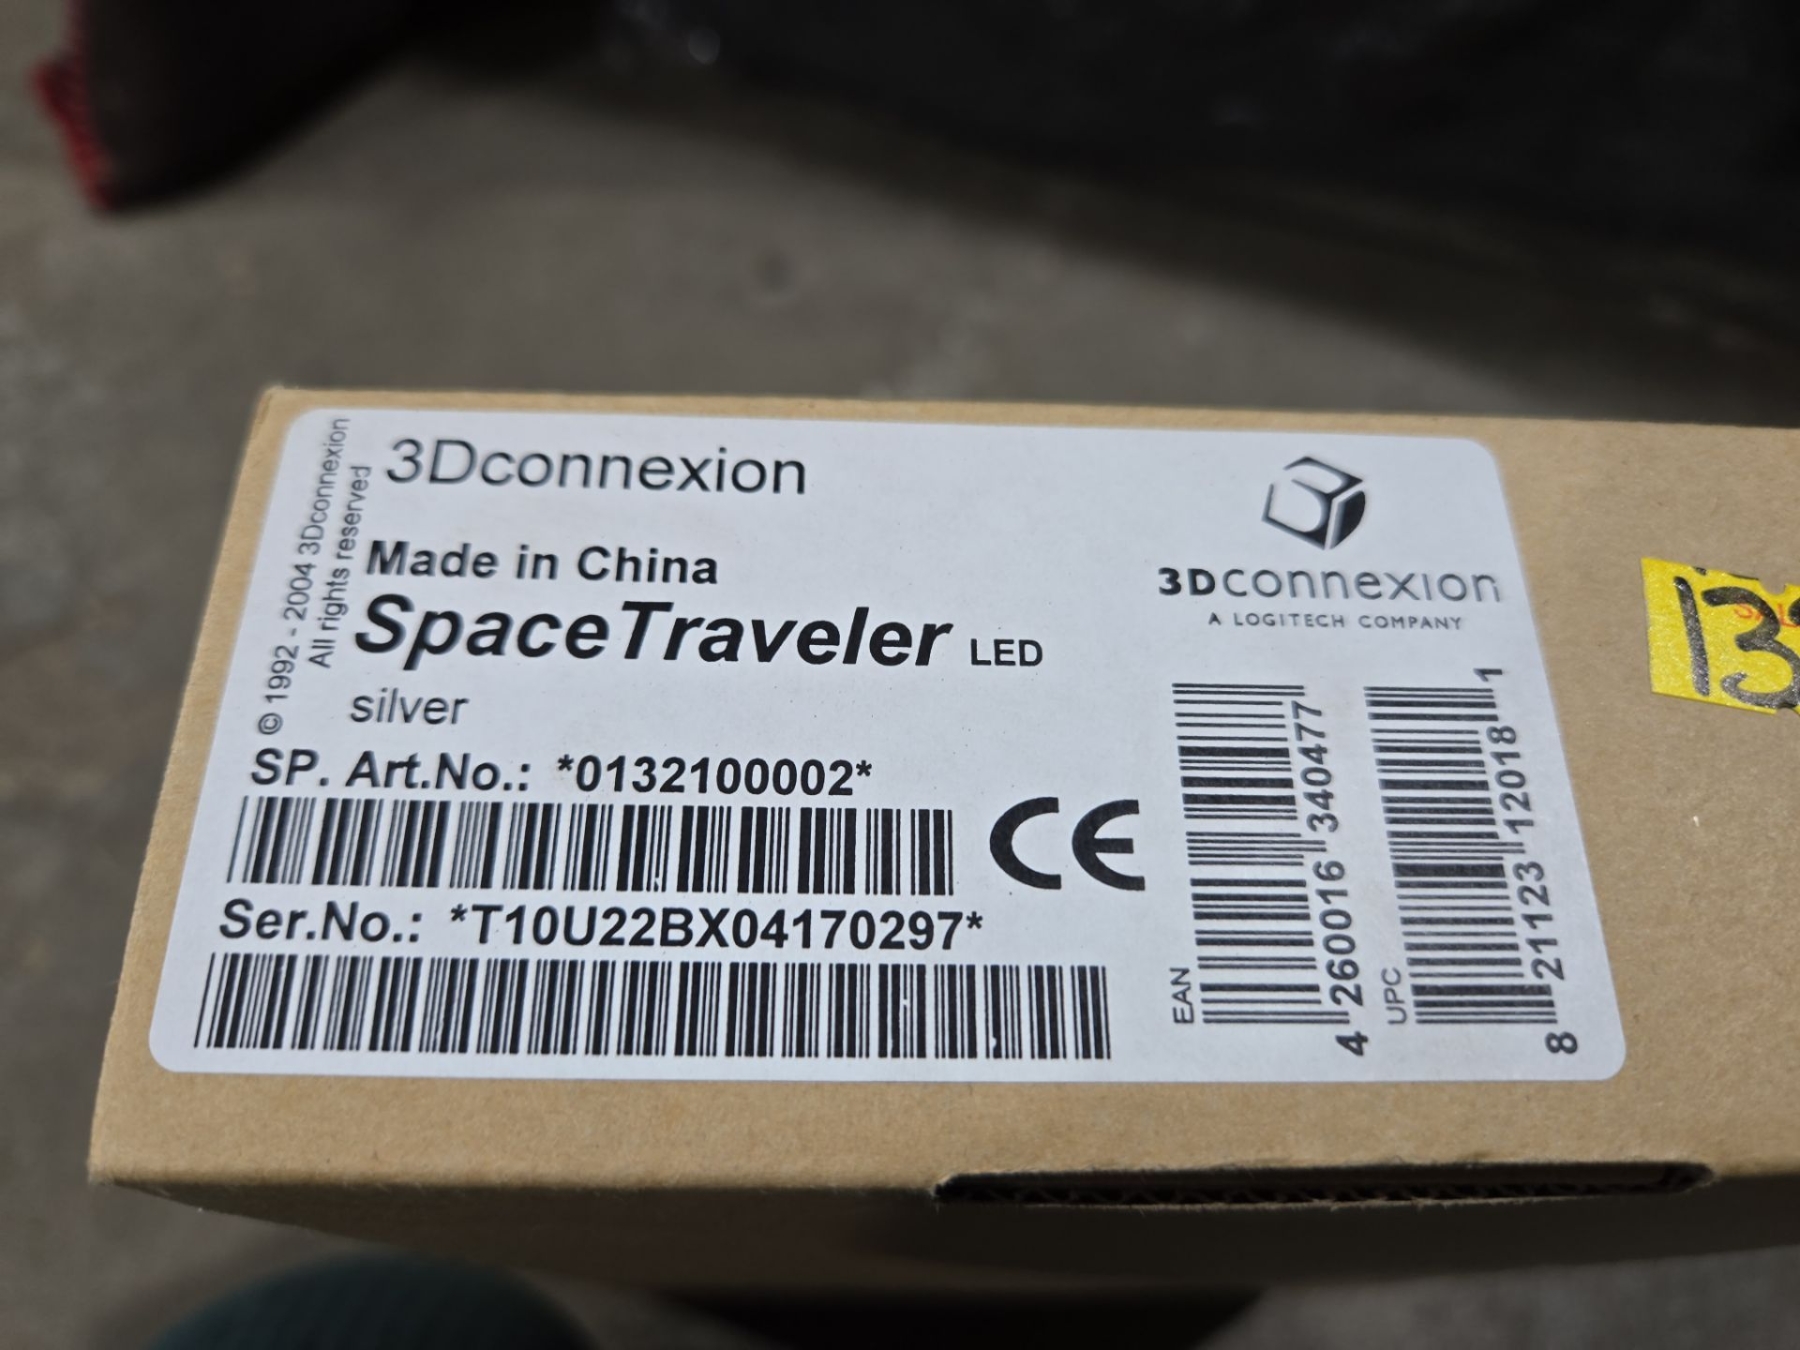 © 1992 - 2004 3Dconnexion
All rights reserved
3Dconnexion
Made in China
SpaceTraveler LED
silver
SP. Art.No.: *0132100002*
Ser.No.: *T10U22BX04170297*
CE
3Dconnexion
A LOGITECH COMPANY
EAN
4 260016 340477
UPC
8 21123 12018 1